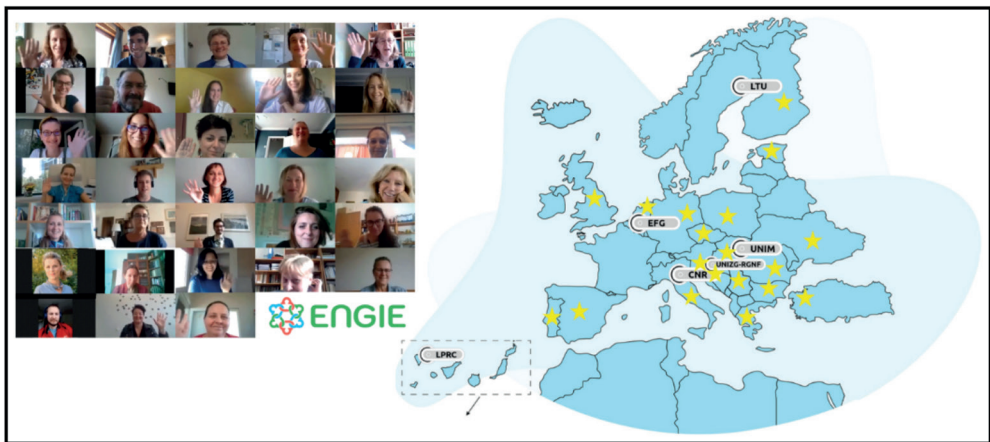 ENGIE
LTU
EFG
UNIM
UNIZG-RGNF
CNR
LPRC